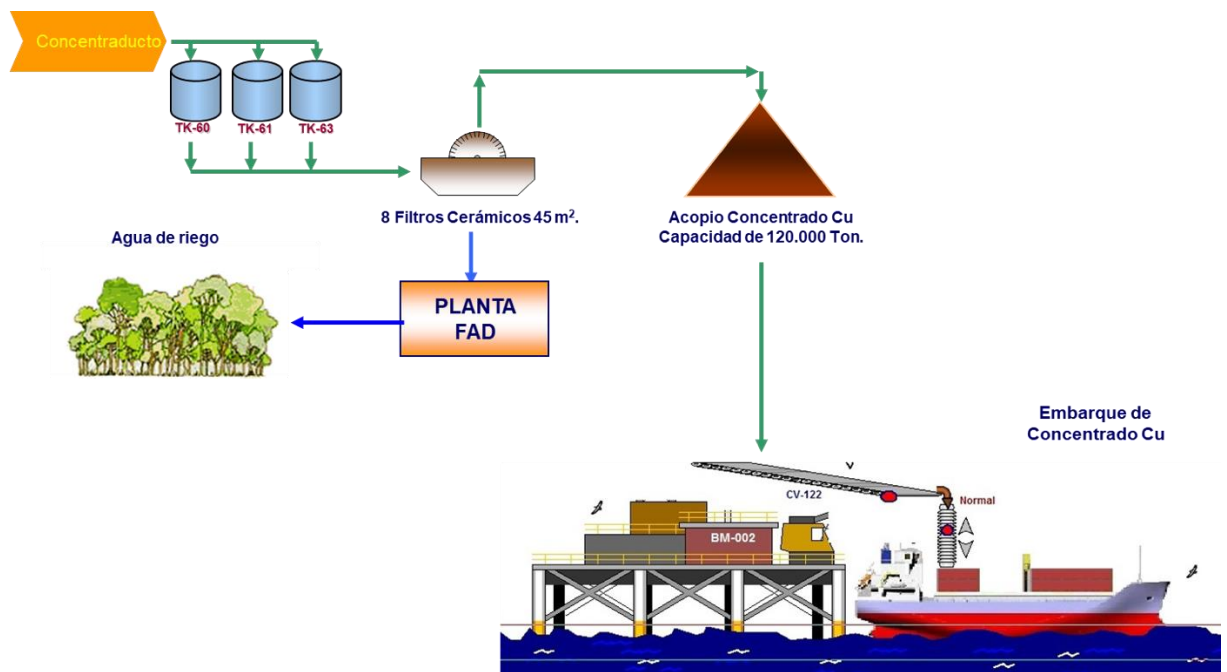 Concentraducto
TK-60
TK-61
TK-63
8 Filtros Cerámicos 45 m².
Acopio Concentrado Cu
Capacidad de 120.000 Ton.
Agua de riego
PLANTA
FAD
Embarque de
Concentrado Cu
CV-122
Normal
BM-002